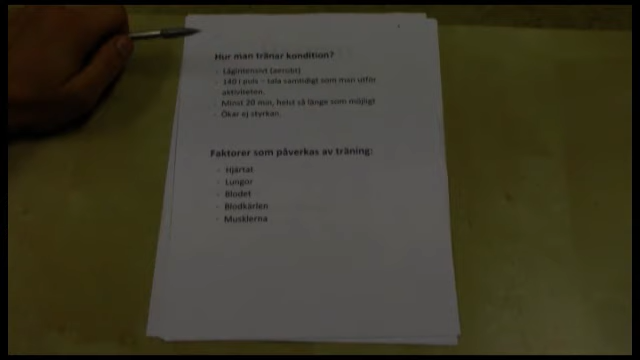 Hur man tränar kondition?
- Lågintensivt (aerobt)
- 140 i puls – tala samtidigt som man utför
aktiviteten.
- Minst 20 min, helst så länge som möjligt
- Ökar ej styrkan.
Faktorer som påverkas av träning:
- Hjärtat
- Lungor
- Blodet
- Blodkärlen
- Musklerna